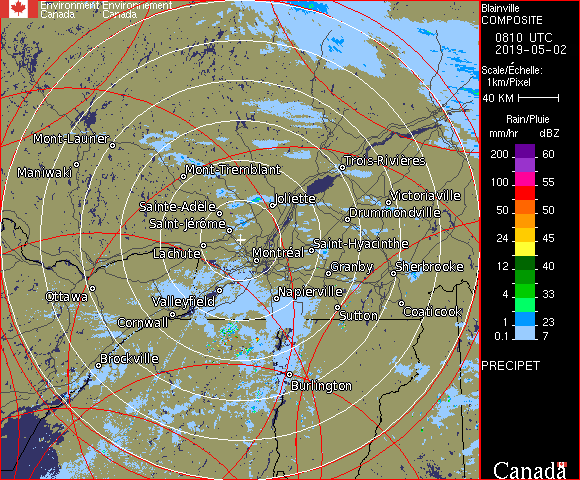 Environment Environnement
Canada Canada
Blainville
COMPOSITE
0810 UTC
2019-05-02
Scale/Échelle:
1km/Pixel
40 KM
Rain/Pluie
mm/hr dBZ
200 60
100 55
50 50
24 45
12 40
4 33
1 23
0.1 7
PRECIPET
Canada
Mont-Laurier
Maniwaki
Mont-Tremblant
Trois-Rivières
Sainte-Adele
Joliette
Victoriaville
Drummondville
Saint-Jérôme
Lachute
Saint-Hyacinthe
Montréal
Granby
Sherbrooke
Ottawa
Valleyfield
Napierville
Cornwall
Sutton
Coaticook
Brockville
Burlington